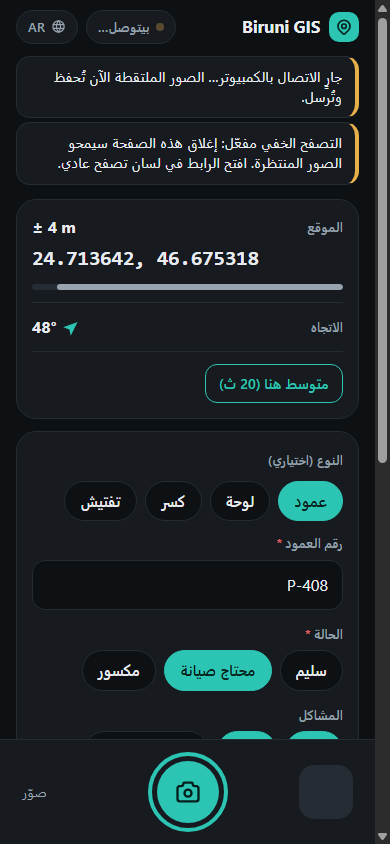 Biruni GIS
بيتوصل...
AR
جارٍ الاتصال بالكمبيوتر... الصور الملتقطة الآن تُحفظ
وتُرسل.
التصفح الخفي مفعّل: إغلاق هذه الصفحة سيمحو
الصور المنتظرة. افتح الرابط في لسان تصفح عادي.
الموقع
± 4 m
24.713642, 46.675318
الاتجاه
48°
متوسط هنا (20 ث)
النوع (اختياري)
عمود
لوحة
كسر
تفتيش
رقم العمود *
P-408
الحالة *
سليم
محتاج صيانة
مكسور
المشاكل
صوّر